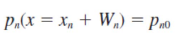 pₙ(x = xₙ + Wₙ) = pₙ₀